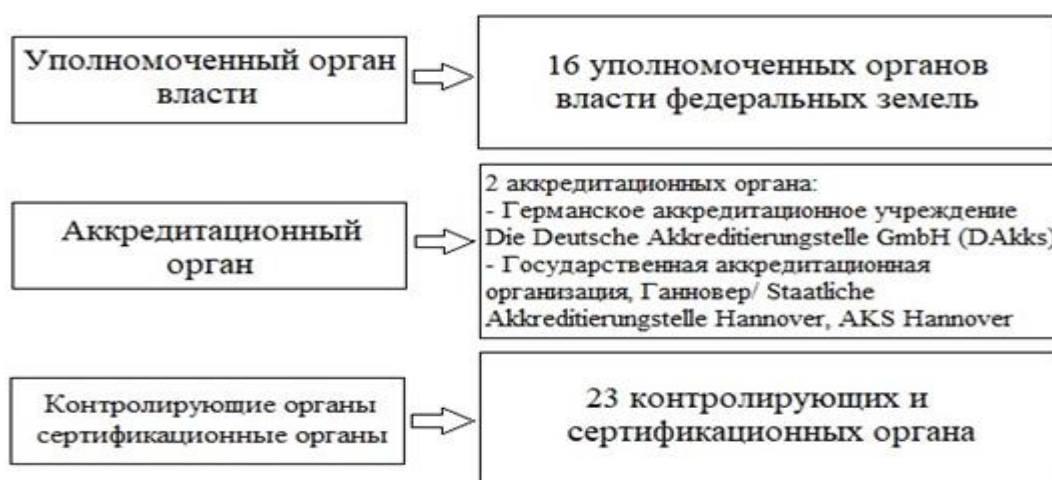 Уполномоченный орган
власти
16 уполномоченных органов
власти федеральных земель
Аккредитационный
орган
2 аккредитационных органа:
- Германское аккредитационное учреждение
Die Deutsche Akkreditierungstelle GmbH (DAkks)
- Государственная аккредитационная
организация, Ганновер/ Staatliche
Akkreditierungstelle Hannover, AKS Hannover
Контролирующие органы
сертификационные органы
23 контролирующих и
сертификационных органа